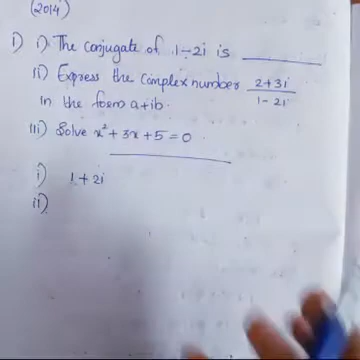 (2014)
1) i) The conjugate of 1-2i is ______
ii) Express the complex number (2+3i)/(1-2i)
in the form a+ib.
iii) Solve x²+3x+5=0
i) 1+2i
ii)